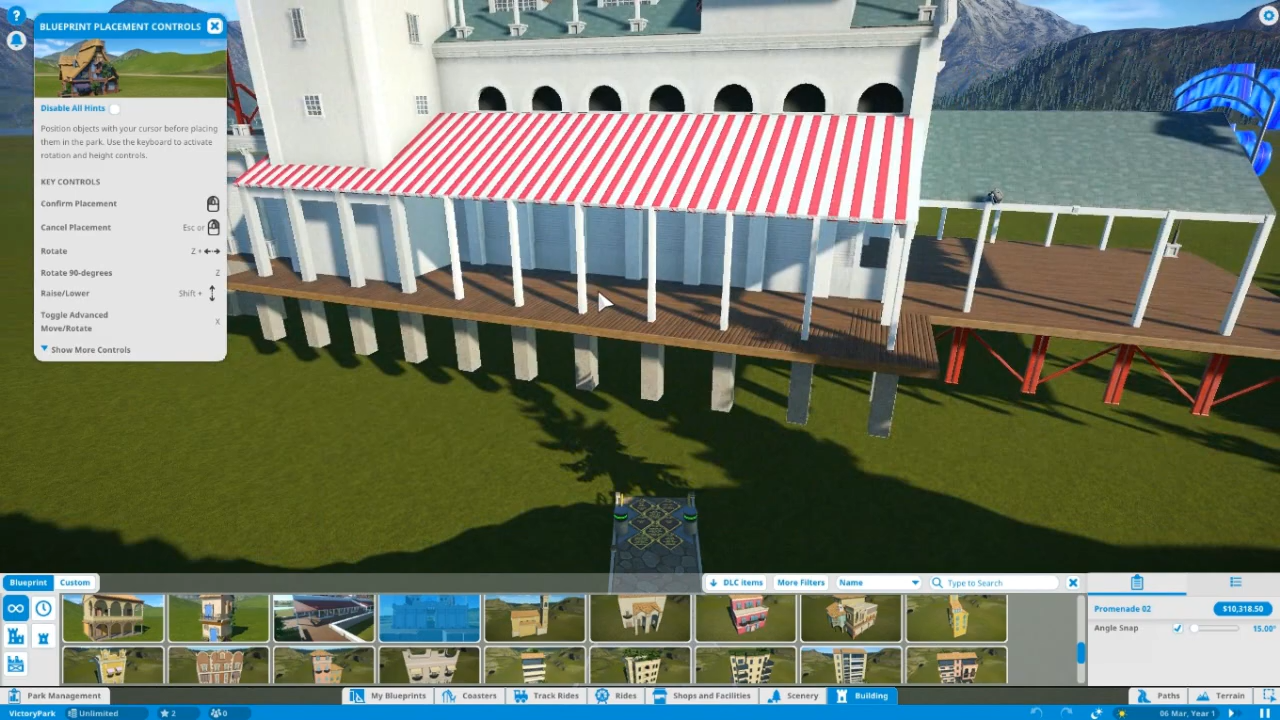 BLUEPRINT PLACEMENT CONTROLS
Disable All Hints
Position objects with your cursor before placing
them in the park. Use the keyboard to activate
rotation and height controls.
KEY CONTROLS
Confirm Placement
Cancel Placement Esc or
Rotate Z +
Rotate 90-degrees Z
Raise/Lower Shift +
Toggle Advanced
Move/Rotate X
Show More Controls
Blueprint Custom DLC items More Filters Name Type to Search
Promenade 02 $10,318.50
Angle Snap 15.00°
Park Management My Blueprints Coasters Track Rides Rides Shops and Facilities Scenery Building Paths Terrain
VictoryPark Unlimited 2 0 06 Mar, Year 1